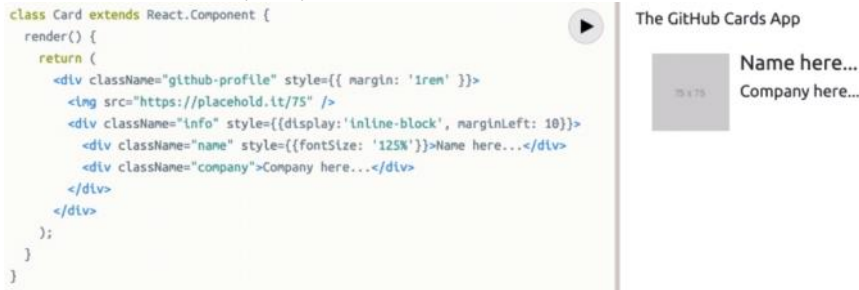 class Card extends React.Component {
render() {
return (
<div className="github-profile" style={{ margin: '1rem' }}>
<img src="https://placehold.it/75" />
<div className="info" style={{display:'inline-block', marginLeft: 10}}>
<div className="name" style={{fontSize: '125%'}}>Name here...</div>
<div className="company">Company here...</div>
</div>
</div>
);
}
}
The GitHub Cards App
75 x 75
Name here...
Company here...